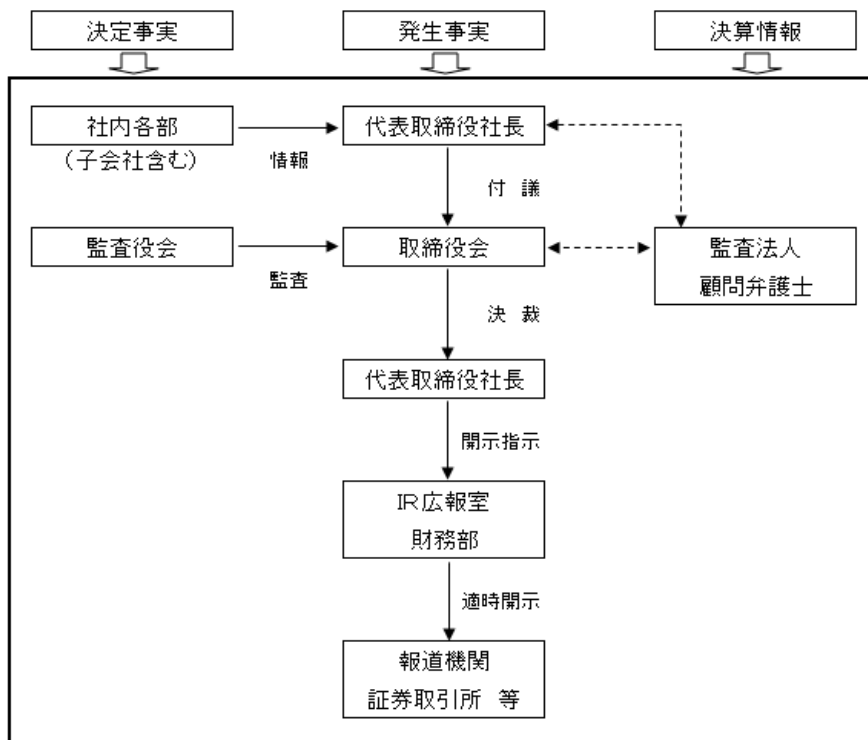 決定事実
発生事実
決算情報
社内各部
(子会社含む)
情報
代表取締役社長
付 議
監査役会
監査
取締役会
監査法人
顧問弁護士
決 裁
代表取締役社長
開示指示
IR広報室
財務部
適時開示
報道機関
証券取引所 等